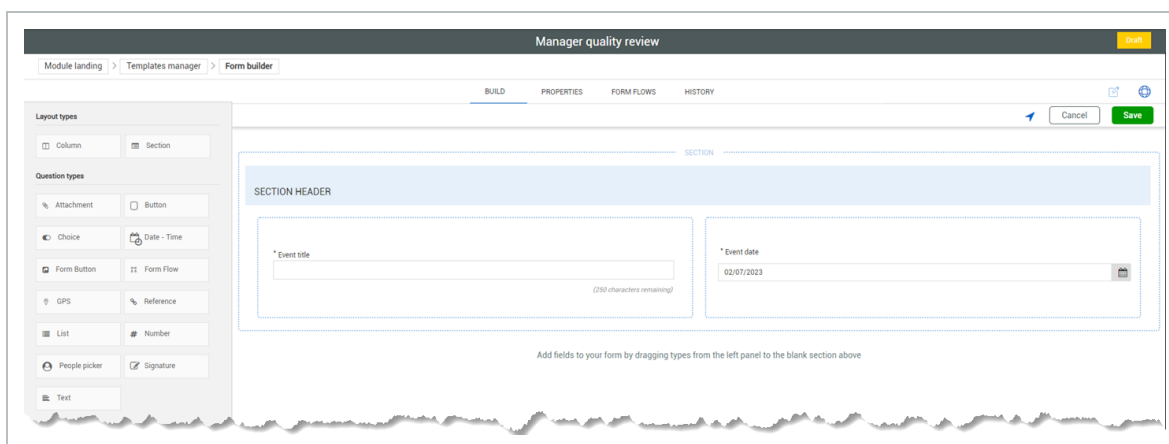 Manager quality review
Draft
Module landing > Templates manager > Form builder
BUILD PROPERTIES FORM FLOWS HISTORY
Cancel Save
Layout types
Column Section
Question types
Attachment Button
Choice Date - Time
Form Button Form Flow
GPS Reference
List Number
People picker Signature
Text
SECTION
SECTION HEADER
* Event title
(250 characters remaining)
* Event date
02/07/2023
Add fields to your form by dragging types from the left panel to the blank section above